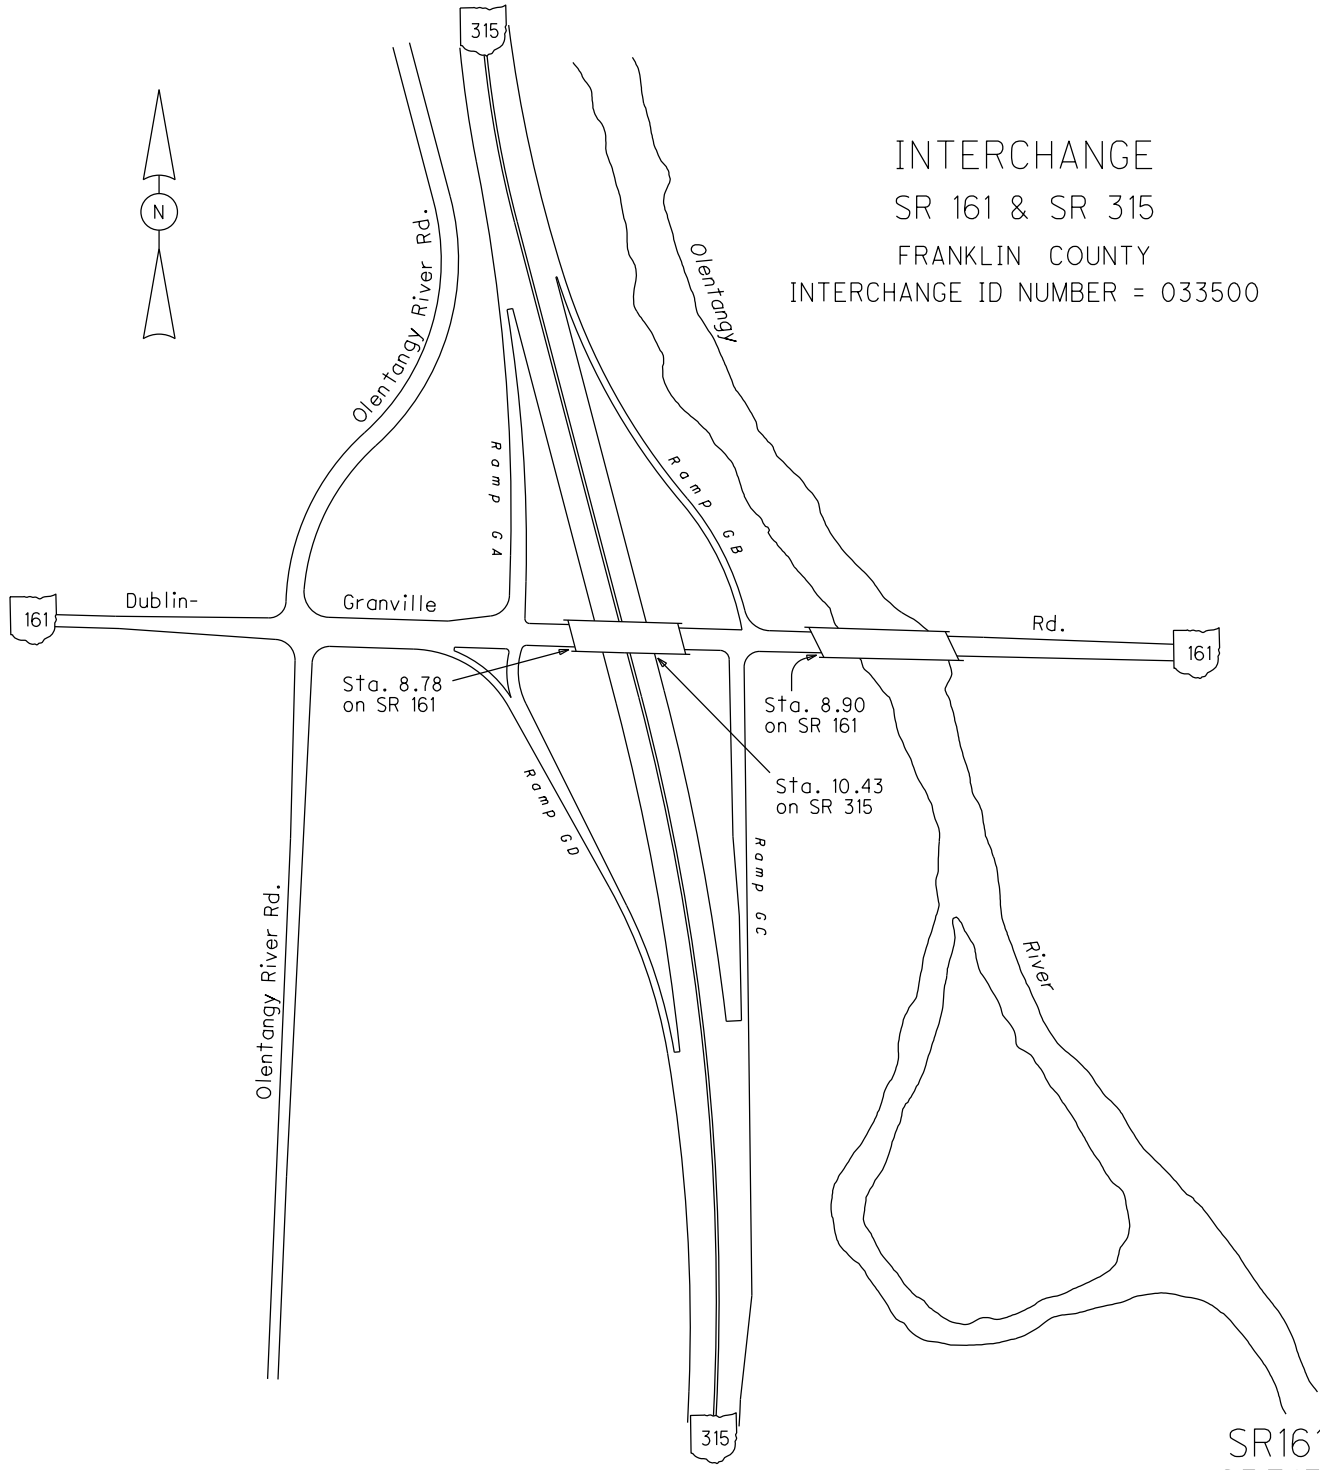 315
INTERCHANGE
SR 161 & SR 315
FRANKLIN COUNTY
INTERCHANGE ID NUMBER = 033500
N
Olentangy River Rd.
Olentangy
Ramp GA
Ramp GB
161
Dublin-
Granville
Rd.
161
Sta. 8.78
on SR 161
Sta. 8.90
on SR 161
Sta. 10.43
on SR 315
Ramp GD
Ramp GC
Olentangy River Rd.
River
315
SR161